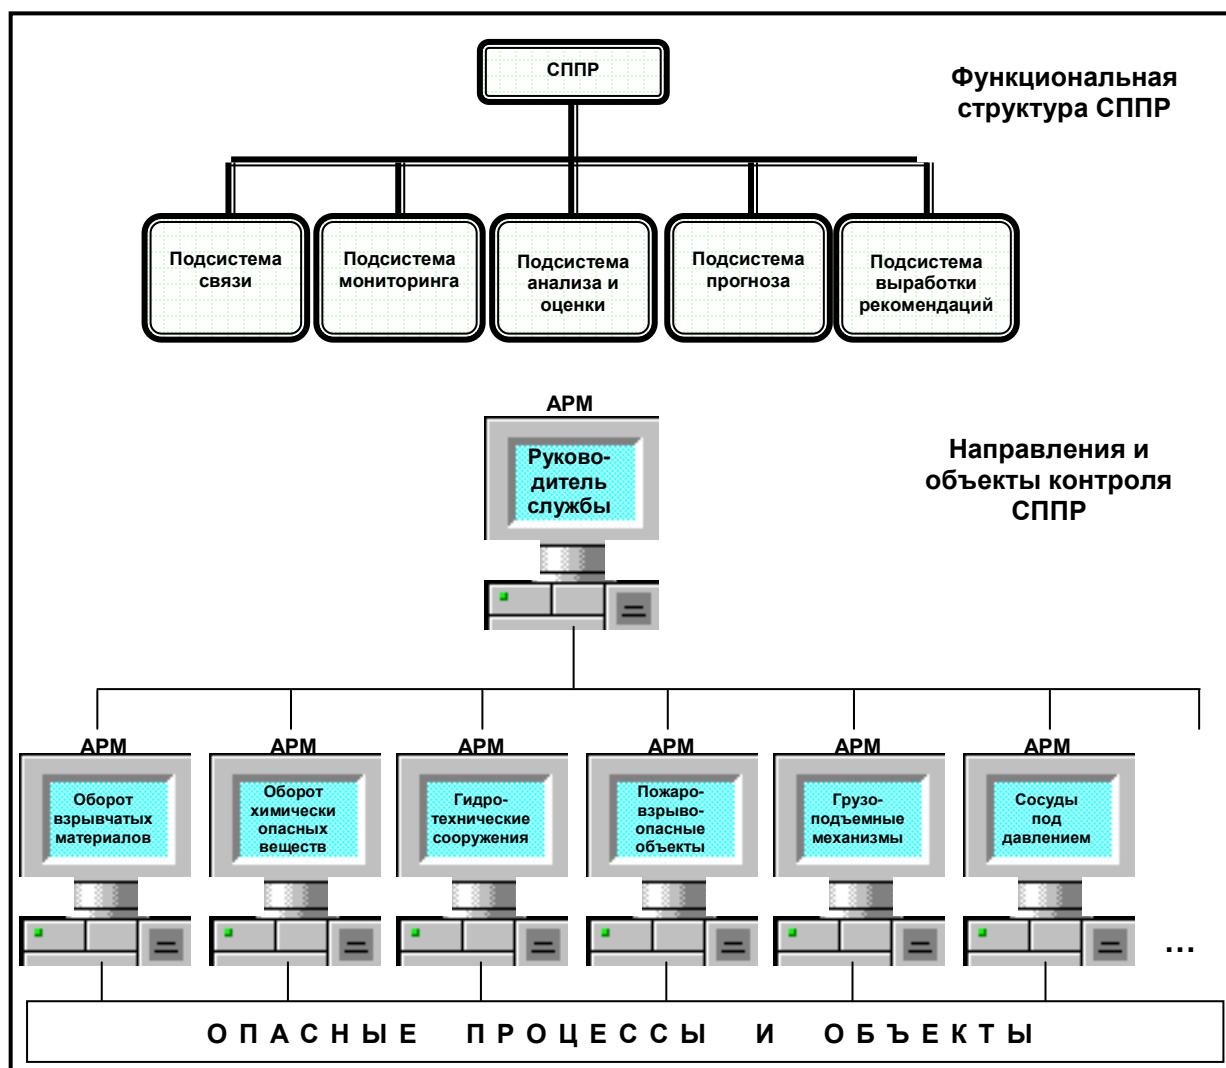 СППР
Функциональная
структура СППР
Подсистема
связи
Подсистема
мониторинга
Подсистема
анализа и
оценки
Подсистема
прогноза
Подсистема
выработки
рекомендаций
АРМ
Руково-
дитель
службы
Направления и
объекты контроля
СППР
АРМ
Оборот
взрывчатых
материалов
АРМ
Оборот
химически
опасных
веществ
АРМ
Гидро-
технические
сооружения
АРМ
Пожаро-
взрыво-
опасные
объекты
АРМ
Грузо-
подъемные
механизмы
АРМ
Сосуды
под
давлением
...
ОПАСНЫЕ ПРОЦЕССЫ И ОБЪЕКТЫ